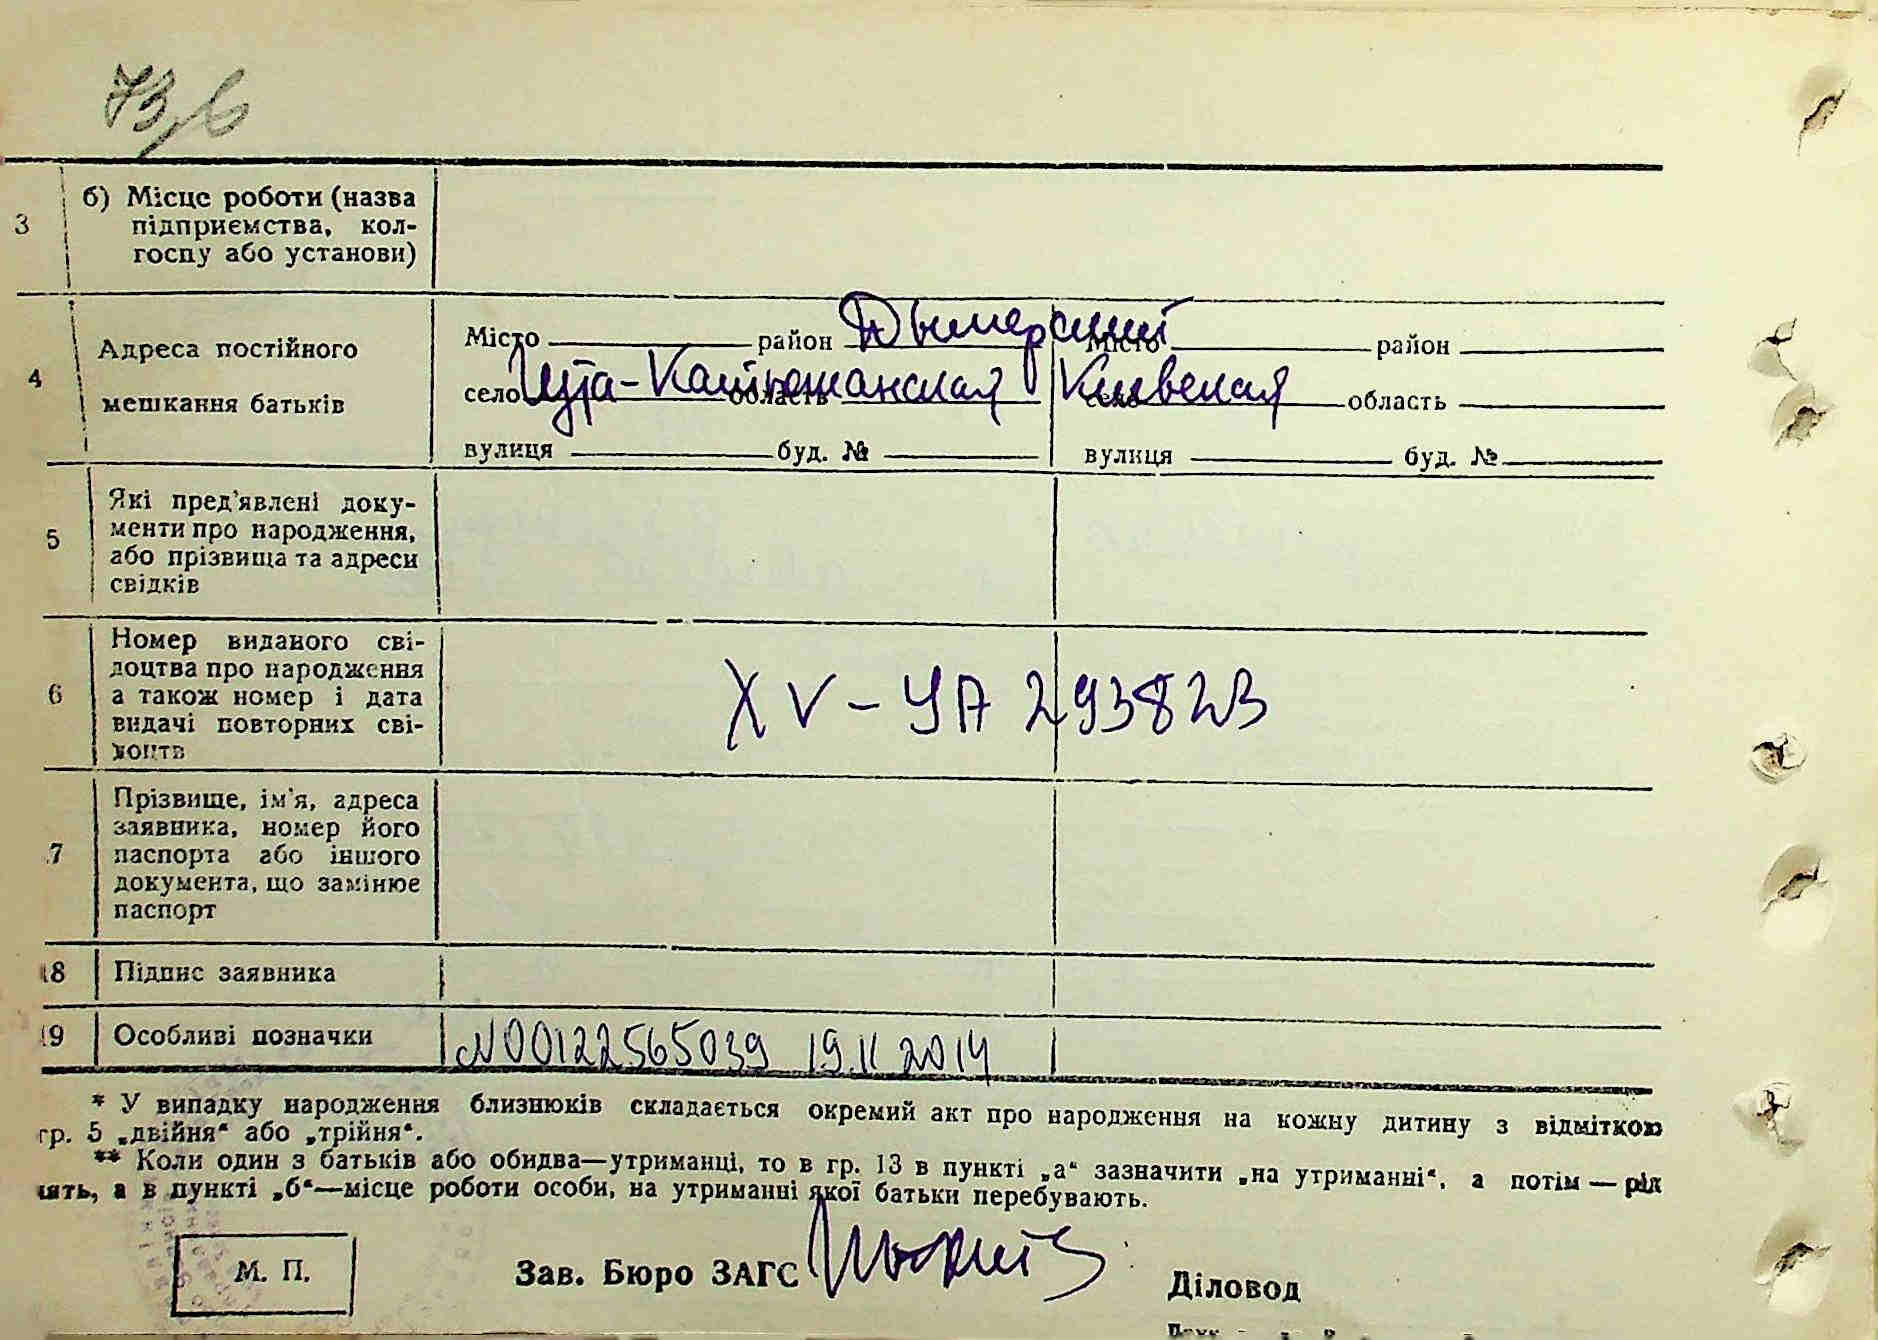 73,6
3 б) Місце роботи (назва
підприємства, кол-
госпу або установи)
4 Адреса постійного
мешкання батьків
Місто район Дымерский Місто район
село Гута-Катюжанская область Киевская село область
вулиця буд. № вулиця буд. №
5 Які пред'явлені доку-
менти про народження,
або прізвища та адреси
свідків
6 Номер виданого сві-
доцтва про народження
а також номер і дата
видачі повторних сві-
доцтв
XV-УА 293823
7 Прізвище, ім'я, адреса
заявника, номер його
паспорта або іншого
документа, що замінює
паспорт
18 Підпис заявника
19 Особливі позначки N00122565039 19.11 2014
* У випадку народження близнюків складається окремий акт про народження на кожну дитину з відміткою
гр. 5 „двійня“ або „трійня“.
** Коли один з батьків або обидва—утриманці, то в гр. 13 в пункті „а“ зазначити „на утриманні“, а потім — рід
ять, а в пункті „б“—місце роботи особи, на утриманні якої батьки перебувають.
М. П. Зав. Бюро ЗАГС Діловод